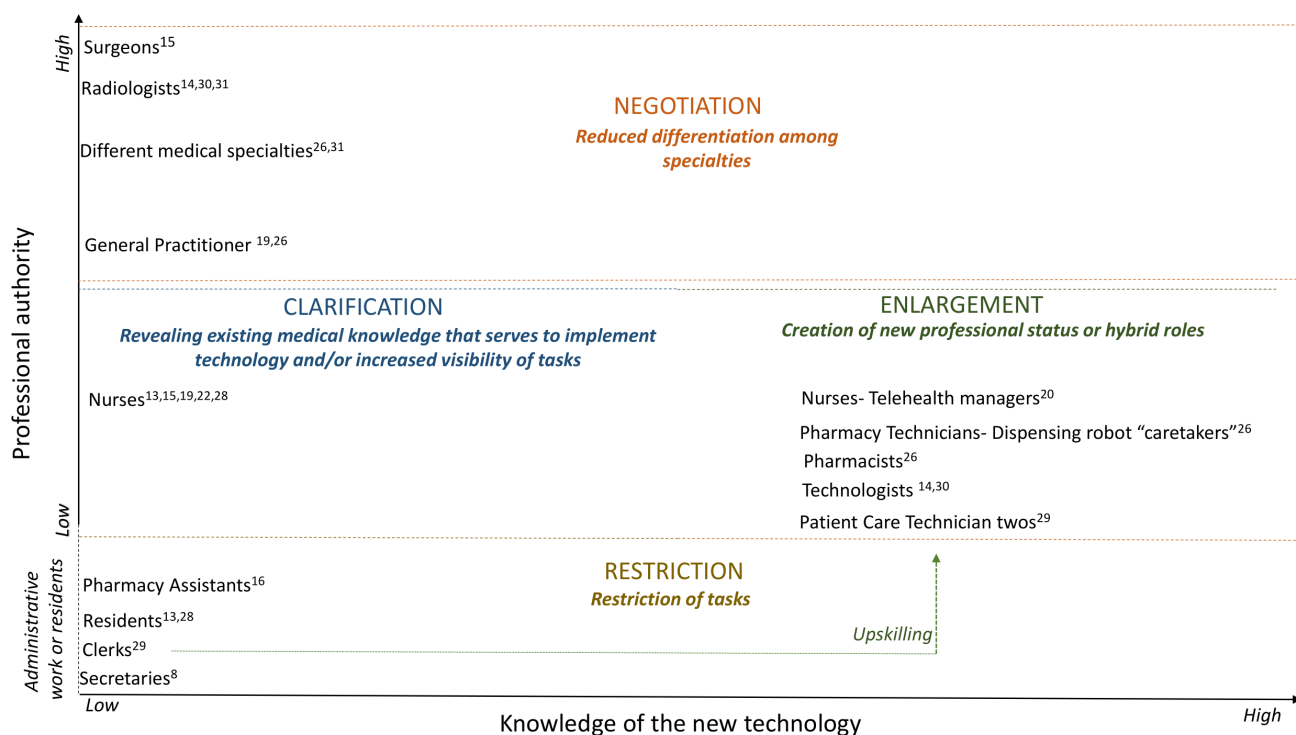 High
Surgeons15
Radiologists14,30,31
NEGOTIATION
Reduced differentiation among
specialties
Different medical specialties26,31
General Practitioner 19,26
Professional authority
CLARIFICATION
Revealing existing medical knowledge that serves to implement
technology and/or increased visibility of tasks
ENLARGEMENT
Creation of new professional status or hybrid roles
Nurses13,15,19,22,28
Nurses- Telehealth managers20
Pharmacy Technicians- Dispensing robot “caretakers”26
Pharmacists26
Technologists 14,30
Patient Care Technician twos29
Low
Administrative
work or residents
RESTRICTION
Restriction of tasks
Pharmacy Assistants16
Residents13,28
Clerks29
Upskilling
Secretaries8
Low
High
Knowledge of the new technology